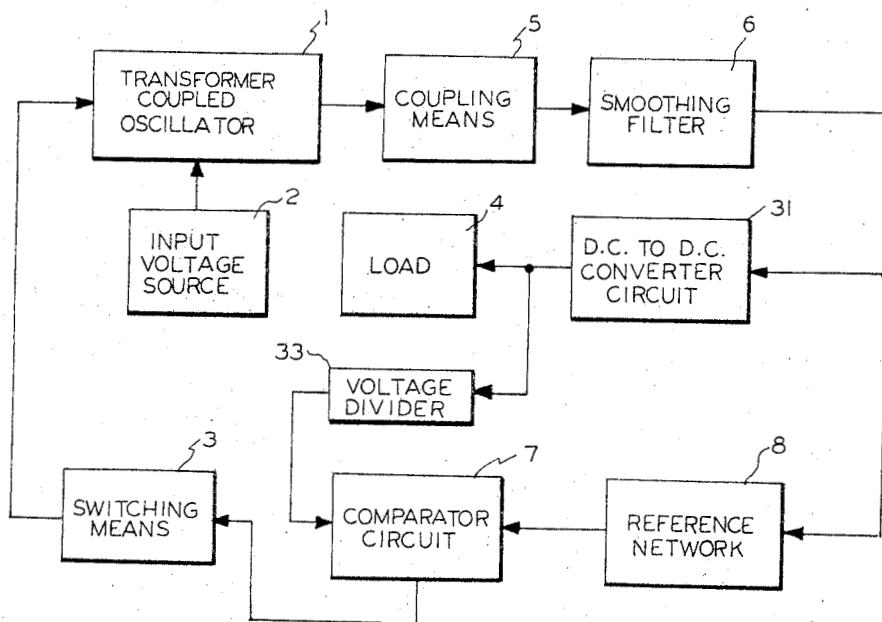 1
TRANSFORMER
COUPLED
OSCILLATOR
5
COUPLING
MEANS
6
SMOOTHING
FILTER
2
INPUT
VOLTAGE
SOURCE
4
LOAD
31
D.C. TO D.C.
CONVERTER
CIRCUIT
33
VOLTAGE
DIVIDER
3
SWITCHING
MEANS
7
COMPARATOR
CIRCUIT
8
REFERENCE
NETWORK